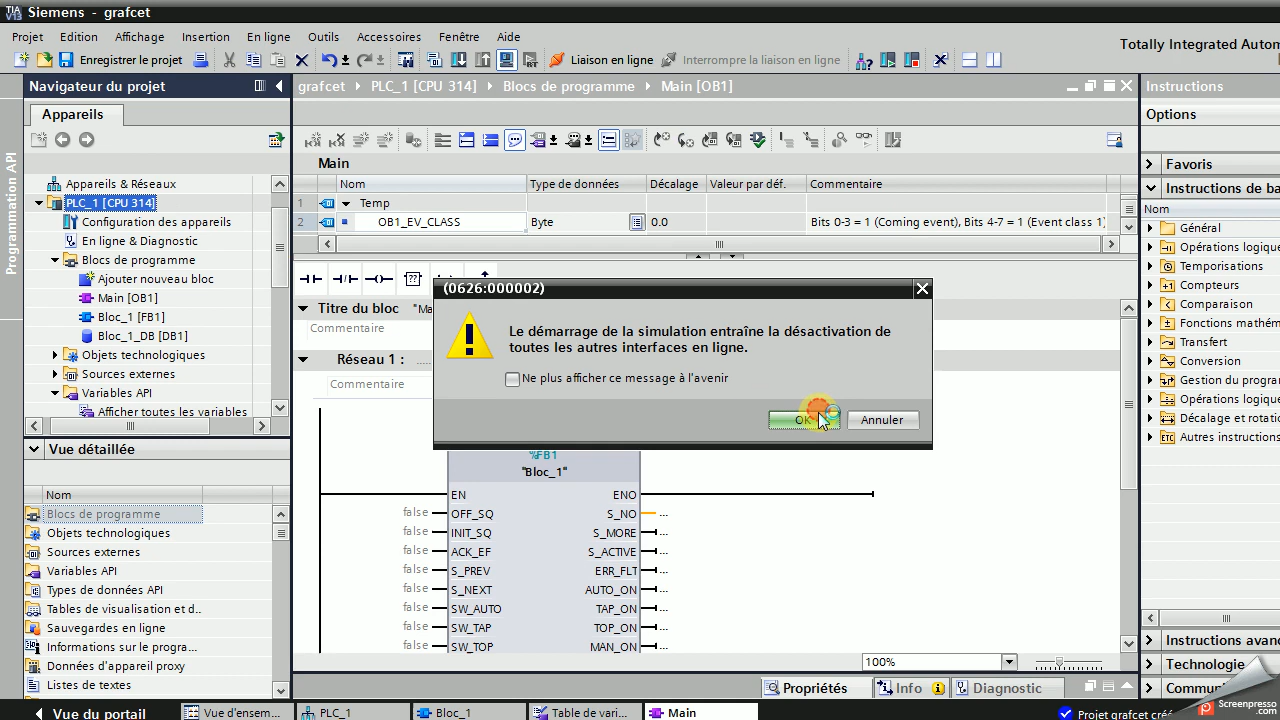 TIA
V13
Siemens - grafcet
Projet Edition Affichage Insertion En ligne Outils Accessoires Fenêtre Aide
Totally Integrated Autom
Enregistrer le projet
Liaison en ligne
Interrompre la liaison en ligne
Navigateur du projet
grafcet PLC_1 [CPU 314] Blocs de programme Main [OB1]
Instructions
Appareils
Options
Programmation API
Appareils & Réseaux
PLC_1 [CPU 314]
Configuration des appareils
En ligne & Diagnostic
Blocs de programme
Ajouter nouveau bloc
Main [OB1]
Bloc_1 [FB1]
Bloc_1_DB [DB1]
Objets technologiques
Sources externes
Variables API
Afficher toutes les variables
Main
Nom Type de données Décalage Valeur par déf. Commentaire
1 Temp
2 OB1_EV_CLASS Byte 0.0 Bits 0-3 = 1 (Coming event), Bits 4-7 = 1 (Event class 1)
??
Titre du bloc "Ma
Commentaire
Réseau 1 : .....
Commentaire
(0626:000002)
Le démarrage de la simulation entraîne la désactivation de
toutes les autres interfaces en ligne.
Ne plus afficher ce message à l'avenir
OK Annuler
%FB1
"Bloc_1"
EN ENO
false OFF_SQ S_NO ...
false INIT_SQ S_MORE ...
false ACK_EF S_ACTIVE ...
false S_PREV ERR_FLT ...
false S_NEXT AUTO_ON ...
false SW_AUTO TAP_ON ...
false SW_TAP TOP_ON ...
false SW_TOP MAN_ON ...
100%
Favoris
Instructions de ba
Nom
Général
Opérations logique
Temporisations
Compteurs
Comparaison
Fonctions mathém
Transfert
Conversion
Gestion du progra
Opérations logique
Décalage et rotatio
Autres instructions
Instructions avanc
Technologie
Commu
Vue détaillée
Nom
Blocs de programme
Objets technologiques
Sources externes
Variables API
Types de données API
Tables de visualisation et d..
Sauvegardes en ligne
Informations sur le progra...
Données d'appareil proxy
Listes de textes
Propriétés Info Diagnostic
Vue du portail
Vue d'ensem... PLC_1 Bloc_1 Table de vari... Main
Projet grafcet créé
Screenpresso
.com